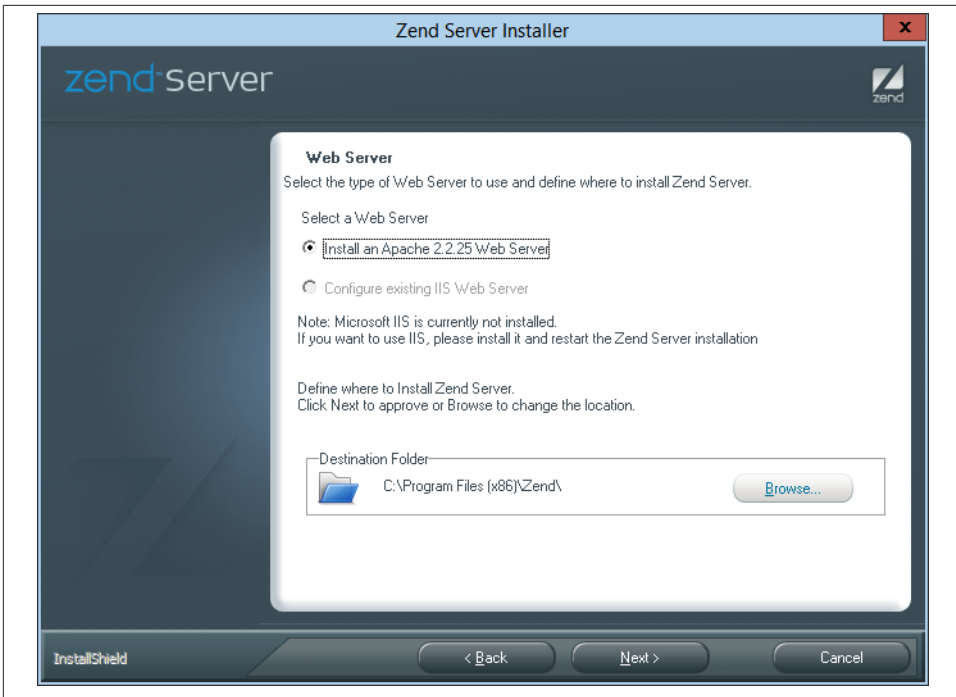 Zend Server Installer
x
zend server
zend
Web Server
Select the type of Web Server to use and define where to install Zend Server.
Select a Web Server
Install an Apache 2.2.25 Web Server
Configure existing IIS Web Server
Note: Microsoft IIS is currently not installed.
If you want to use IIS, please install it and restart the Zend Server installation
Define where to Install Zend Server.
Click Next to approve or Browse to change the location.
Destination Folder
C:\Program Files (x86)\Zend\
Browse...
InstallShield
< Back
Next >
Cancel